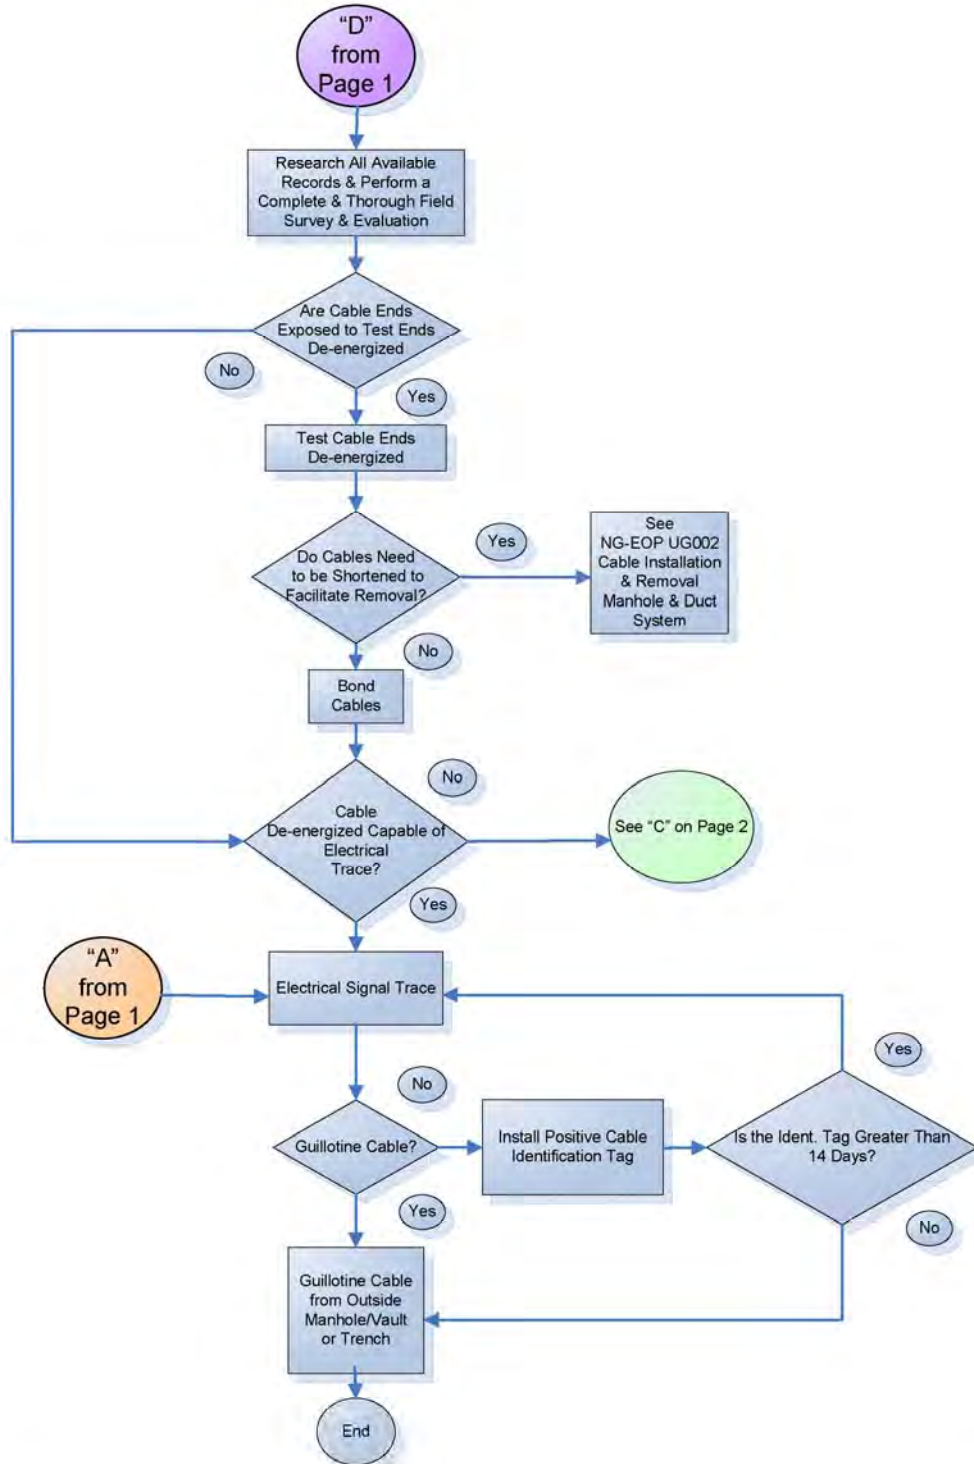 “D”
from
Page 1
Research All Available
Records & Perform a
Complete & Thorough Field
Survey & Evaluation
Are Cable Ends
Exposed to Test Ends
De-energized
No
Yes
Test Cable Ends
De-energized
Do Cables Need
to be Shortened to
Facilitate Removal?
Yes
See
NG-EOP UG002
Cable Installation
& Removal
Manhole & Duct
System
No
Bond
Cables
No
Cable
De-energized Capable of
Electrical
Trace?
See “C” on Page 2
Yes
“A”
from
Page 1
Electrical Signal Trace
No
Guillotine Cable?
Install Positive Cable
Identification Tag
Is the Ident. Tag Greater Than
14 Days?
Yes
No
Yes
Guillotine Cable
from Outside
Manhole/Vault
or Trench
End